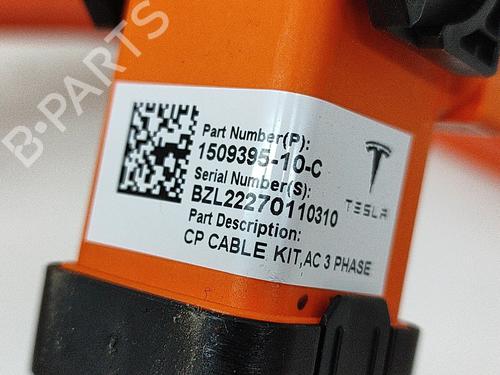 B-PARTS
Part Number(P):
1509395-10-C
Serial Number(S):
BZL22270110310
TESLA
Part Description:
CP CABLE KIT,AC 3 PHASE